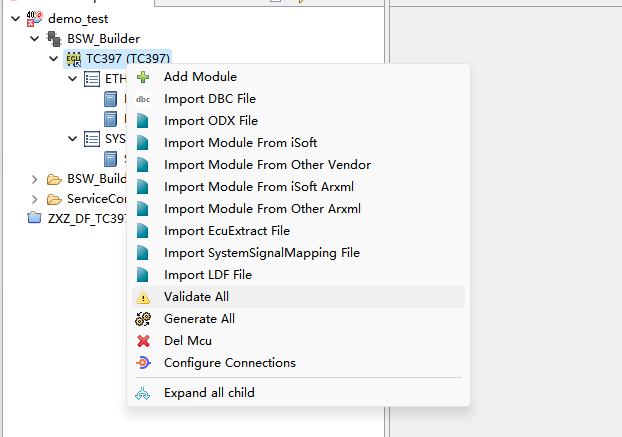 demo_test
BSW_Builder
TC397 (TC397)
ETH
SYS
BSW_Build
ServiceCon
ZXZ_DF_TC397
Add Module
Import DBC File
Import ODX File
Import Module From iSoft
Import Module From Other Vendor
Import Module From iSoft Arxml
Import Module From Other Arxml
Import EcuExtract File
Import SystemSignalMapping File
Import LDF File
Validate All
Generate All
Del Mcu
Configure Connections
Expand all child